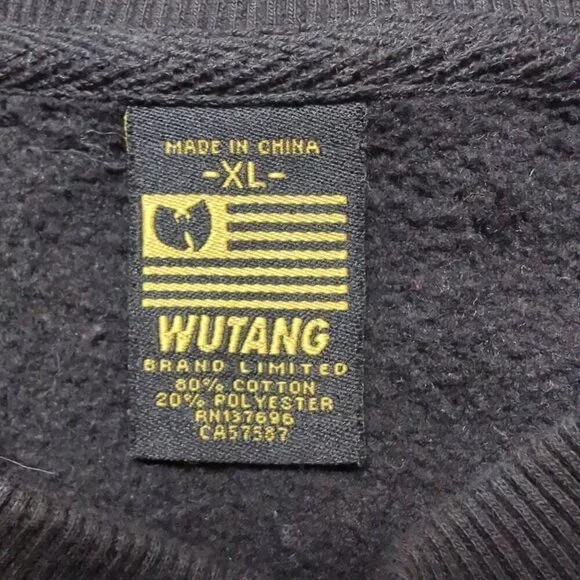 MADE IN CHINA
-XL-
WUTANG
BRAND LIMITED
80% COTTON
20% POLYESTER
RN137696
CA57587